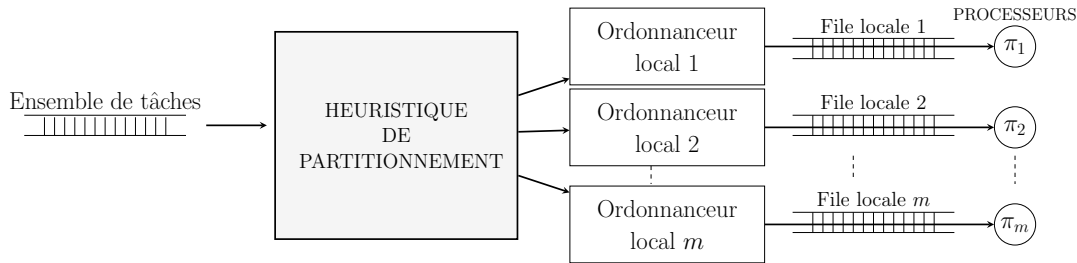 Ensemble de tâches
HEURISTIQUE
DE
PARTITIONNEMENT
Ordonnanceur
local 1
File locale 1
PROCESSEURS
π1
Ordonnanceur
local 2
File locale 2
π2
Ordonnanceur
local m
File locale m
πm